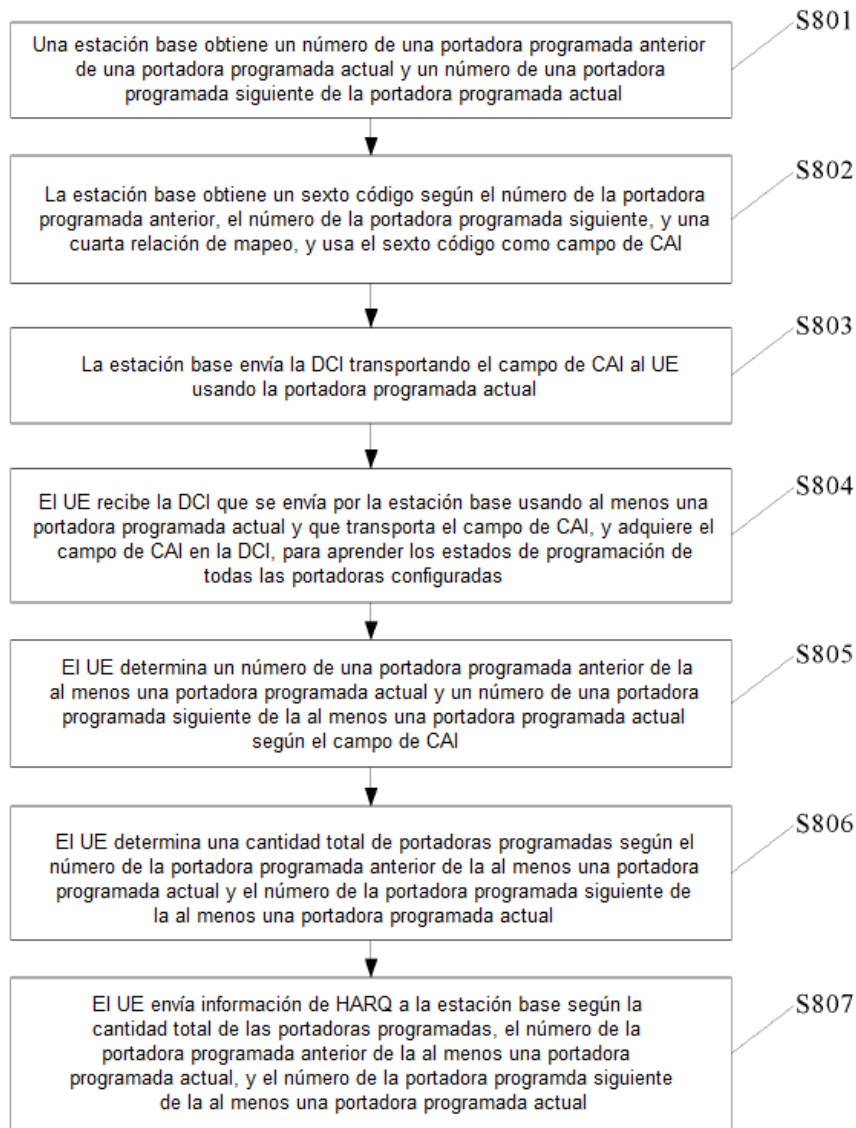 S801
Una estación base obtiene un número de una portadora programada anterior
de una portadora programada actual y un número de una portadora
programada siguiente de la portadora programada actual
S802
La estación base obtiene un sexto código según el número de la portadora
programada anterior, el número de la portadora programada siguiente, y una
cuarta relación de mapeo, y usa el sexto código como campo de CAI
S803
La estación base envía la DCI transportando el campo de CAI al UE
usando la portadora programada actual
S804
El UE recibe la DCI que se envía por la estación base usando al menos una
portadora programada actual y que transporta el campo de CAI, y adquiere el
campo de CAI en la DCI, para aprender los estados de programación de
todas las portadoras configuradas
S805
El UE determina un número de una portadora programada anterior de la
al menos una portadora programada actual y un número de una portadora
programada siguiente de la al menos una portadora programada actual
según el campo de CAI
S806
El UE determina una cantidad total de portadoras programadas según el
número de la portadora programada anterior de la al menos una portadora
programada actual y el número de la portadora programada siguiente de
la al menos una portadora programada actual
S807
El UE envía información de HARQ a la estación base según la
cantidad total de las portadoras programadas, el número de la
portadora programada anterior de la al menos una portadora
programada actual, y el número de la portadora programda siguiente
de la al menos una portadora programada actual